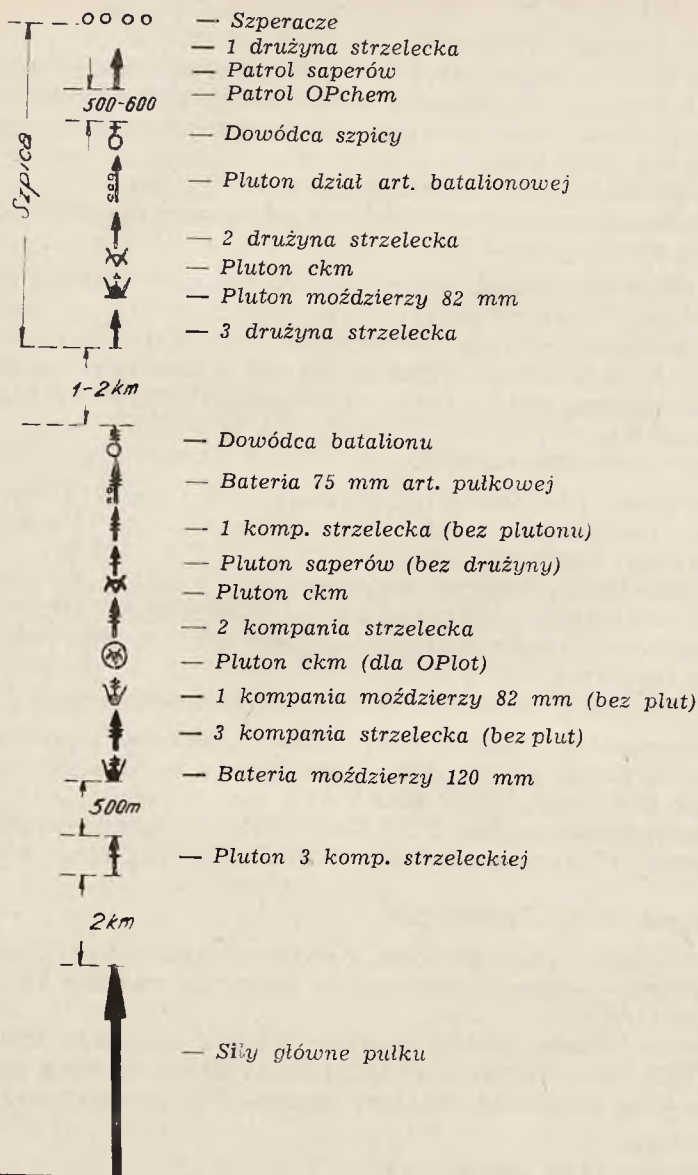 — Szperacze
— 1 drużyna strzelecka
— Patrol saperów
— Patrol OPchem
500-600
— Dowódca szpicy
Szpica
— Pluton dział art. batalionowej
— 2 drużyna strzelecka
— Pluton ckm
— Pluton moździerzy 82 mm
— 3 drużyna strzelecka
1-2 km
— Dowódca batalionu
— Bateria 75 mm art. pułkowej
— 1 komp. strzelecka (bez plutonu)
— Pluton saperów (bez drużyny)
— Pluton ckm
— 2 kompania strzelecka
— Pluton ckm (dla OPlot)
— 1 kompania moździerzy 82 mm (bez plut)
— 3 kompania strzelecka (bez plut)
— Bateria moździerzy 120 mm
500m
— Pluton 3 komp. strzeleckiej
2km
— Siły główne pułku